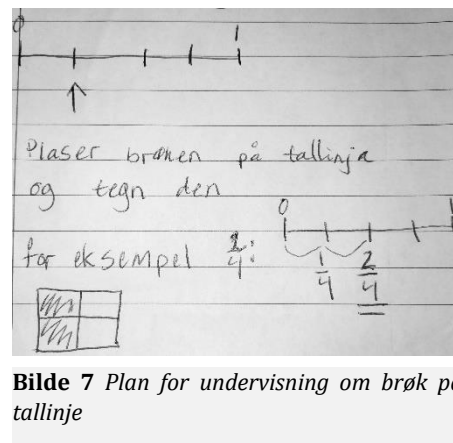 0 1
Plaser brøken på tallinja
og tegn den
for eksempel 2/4:
0
1/4 2/4
Bilde 7 Plan for undervisning om brøk på
tallinje